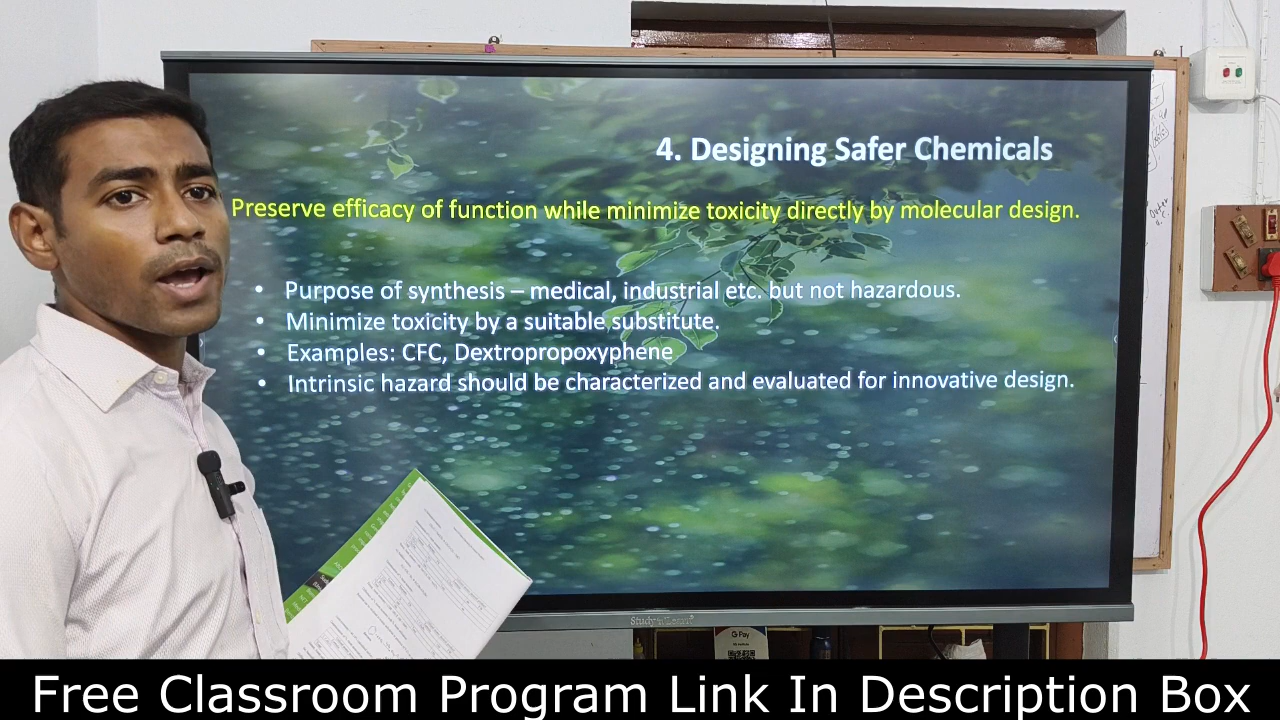 4. Designing Safer Chemicals
Preserve efficacy of function while minimize toxicity directly by molecular design.
• Purpose of synthesis – medical, industrial etc. but not hazardous.
• Minimize toxicity by a suitable substitute.
• Examples: CFC, Dextropropoxyphene
• Intrinsic hazard should be characterized and evaluated for innovative design.
G Pay
Free Classroom Program Link In Description Box